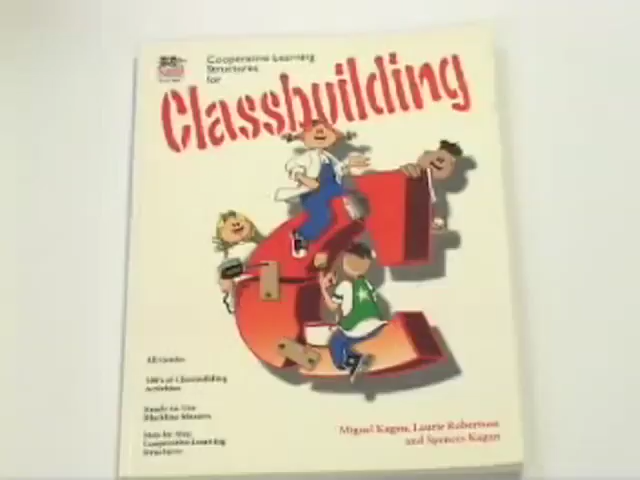 Cooperative Learning
Structures
for
Classbuilding
All Grades
100's of Classbuilding
Activities
Ready-to-Use
Blackline Masters
Step-by-Step
Cooperative Learning
Structures
Miguel Kagan, Laurie Robertson
and Spencer Kagan